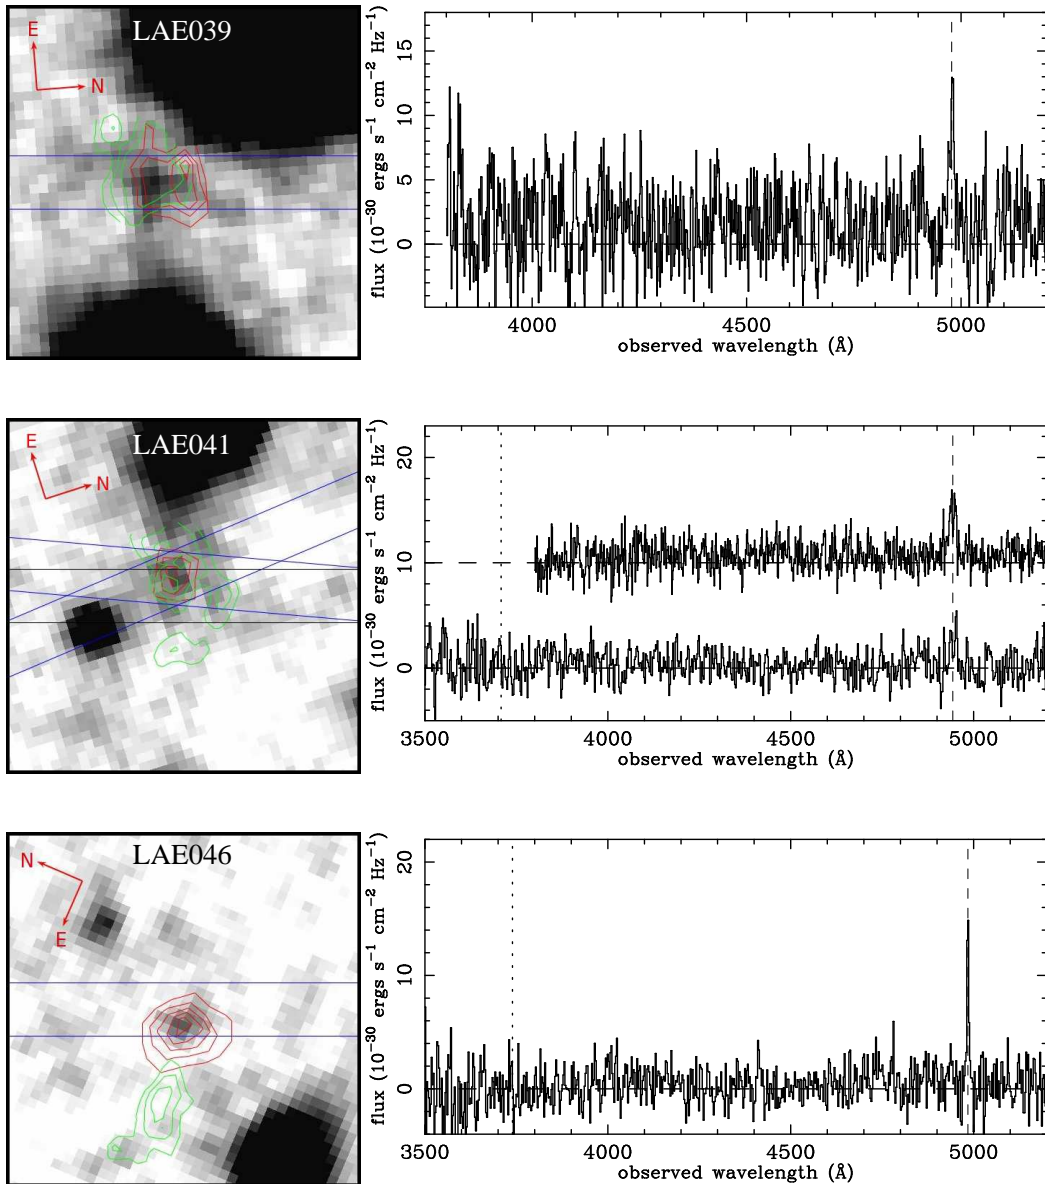 LAE039
E
N
flux (10⁻³⁰ ergs s⁻¹ cm⁻² Hz⁻¹)
15
10
5
0
4000 4500 5000
observed wavelength (Å)
LAE041
E
N
flux (10⁻³⁰ ergs s⁻¹ cm⁻² Hz⁻¹)
20
10
0
3500 4000 4500 5000
observed wavelength (Å)
LAE046
N
E
flux (10⁻³⁰ ergs s⁻¹ cm⁻² Hz⁻¹)
20
10
0
3500 4000 4500 5000
observed wavelength (Å)